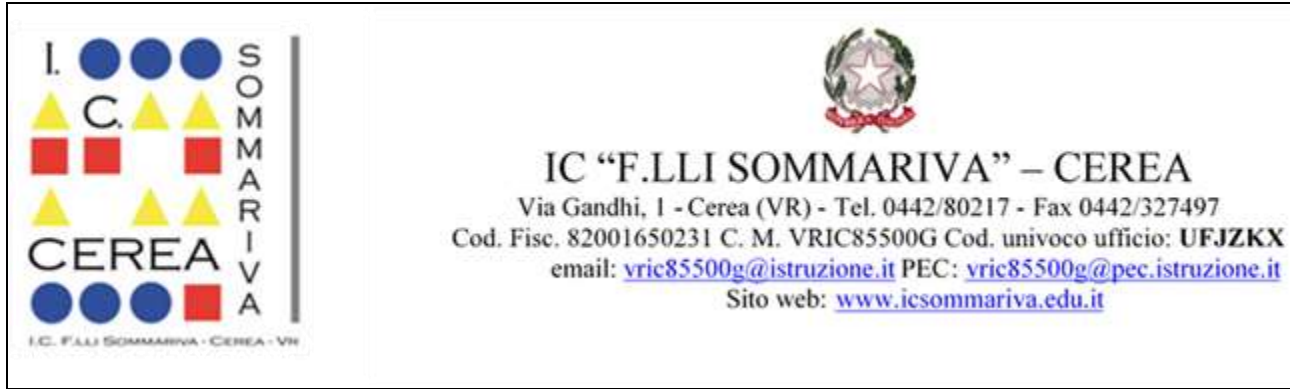 I.
C.
CEREA
SOMMARIVA
I.C. F.LLI SOMMARIVA - CEREA - VR
IC “F.LLI SOMMARIVA” – CEREA
Via Gandhi, 1 - Cerea (VR) - Tel. 0442/80217 - Fax 0442/327497
Cod. Fisc. 82001650231 C. M. VRIC85500G Cod. univoco ufficio: UFJZKX
email: vric85500g@istruzione.it PEC: vric85500g@pec.istruzione.it
Sito web: www.icsommariva.edu.it